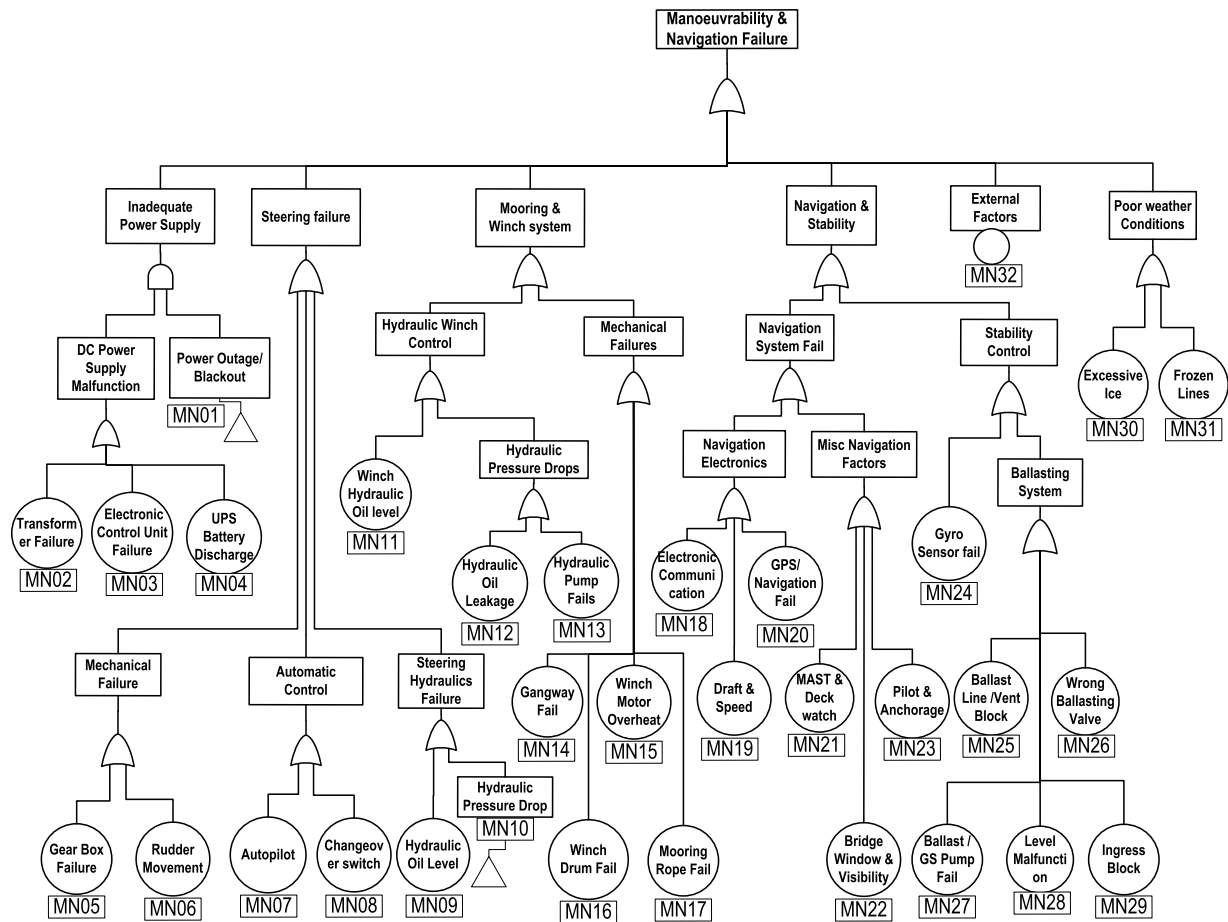 Manoeuvrability &
Navigation Failure
Inadequate
Power Supply
Steering failure
Mooring &
Winch system
Navigation &
Stability
External
Factors
MN32
Poor weather
Conditions
DC Power
Supply
Malfunction
Power Outage/
Blackout
MN01
Hydraulic Winch
Control
Mechanical
Failures
Navigation
System Fail
Stability
Control
Excessive
Ice
MN30
Frozen
Lines
MN31
Transform
er Failure
MN02
Electronic
Control Unit
Failure
MN03
UPS
Battery
Discharge
MN04
Winch
Hydraulic
Oil level
MN11
Hydraulic
Pressure Drops
Navigation
Electronics
Misc Navigation
Factors
Ballasting
System
Hydraulic
Oil
Leakage
MN12
Hydraulic
Pump
Fails
MN13
Electronic
Communi
cation
MN18
GPS/
Navigation
Fail
MN20
Gyro
Sensor fail
MN24
Mechanical
Failure
Automatic
Control
Steering
Hydraulics
Failure
Gangway
Fail
MN14
Winch
Motor
Overheat
MN15
Draft &
Speed
MN19
MAST &
Deck
watch
MN21
Pilot &
Anchorage
MN23
Ballast
Line /Vent
Block
MN25
Wrong
Ballasting
Valve
MN26
Hydraulic
Pressure Drop
MN10
Gear Box
Failure
MN05
Rudder
Movement
MN06
Autopilot
MN07
Changeov
er switch
MN08
Hydraulic
Oil Level
MN09
Winch
Drum Fail
MN16
Mooring
Rope Fail
MN17
Bridge
Window &
Visibility
MN22
Ballast /
GS Pump
Fail
MN27
Level
Malfuncti
on
MN28
Ingress
Block
MN29